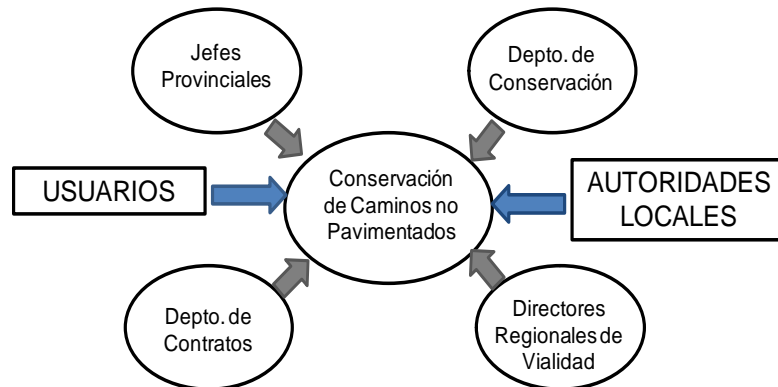 Jefes
Provinciales
Depto. de
Conservación
USUARIOS
Conservación
de Caminos no
Pavimentados
AUTORIDADES
LOCALES
Depto. de
Contratos
Directores
Regionales de
Vialidad